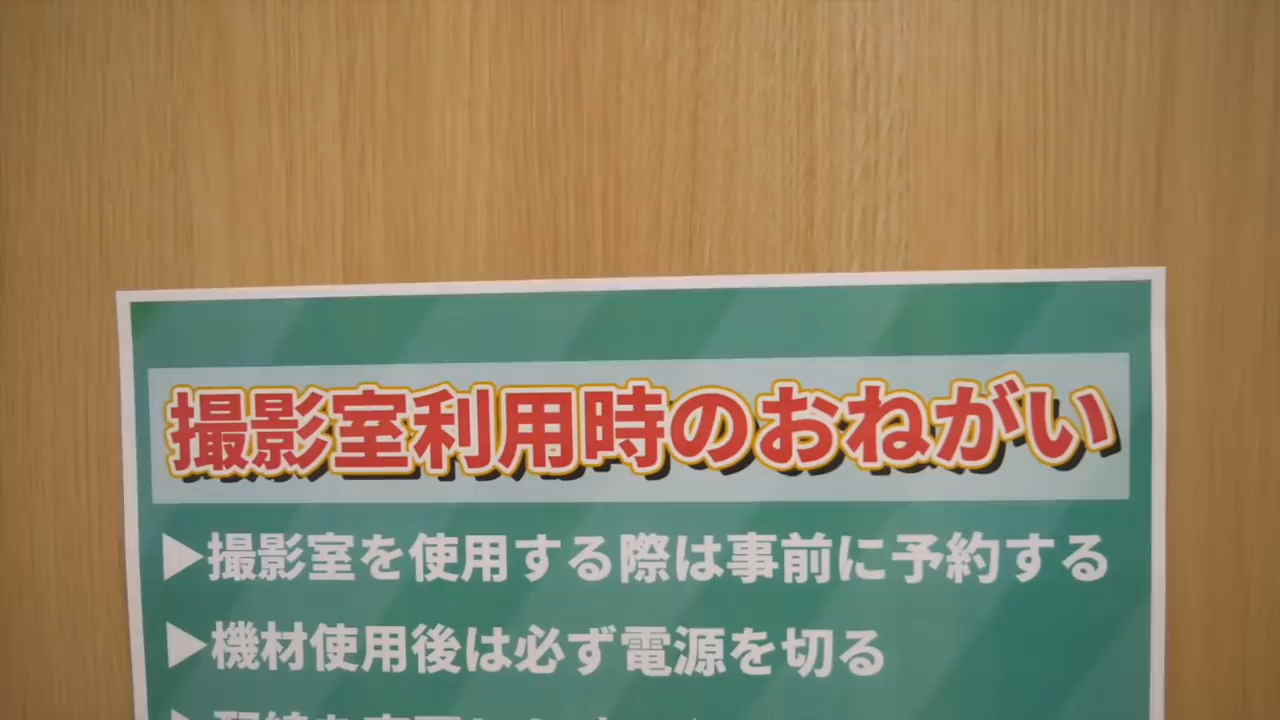 撮影室利用時のおねがい
▶撮影室を使用する際は事前に予約する
▶機材使用後は必ず電源を切る